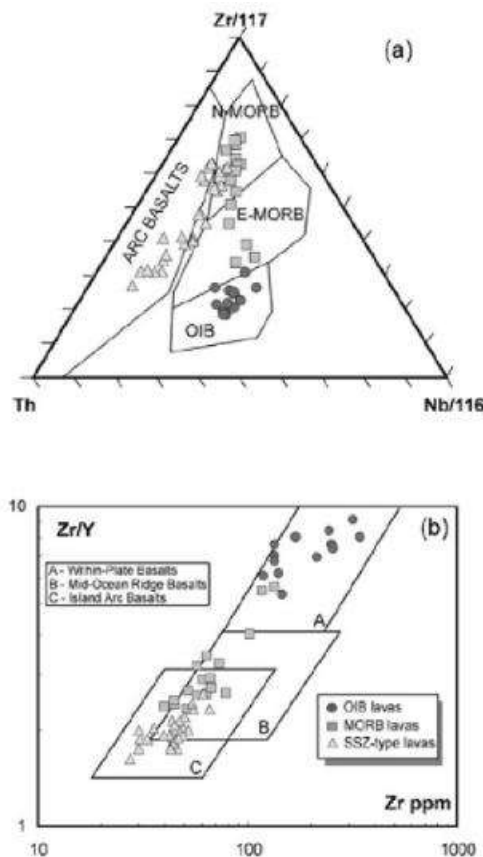 Zr/117
(a)
N-MORB
ARC BASALTS
E-MORB
OIB
Th
Nb/116
10
Zr/Y
(b)
A - Within-Plate Basalts
B - Mid-Ocean Ridge Basalts
C - Island Arc Basalts
A
OIB lavas
MORB lavas
SSZ-type lavas
B
C
Zr ppm
1
10
100
1000